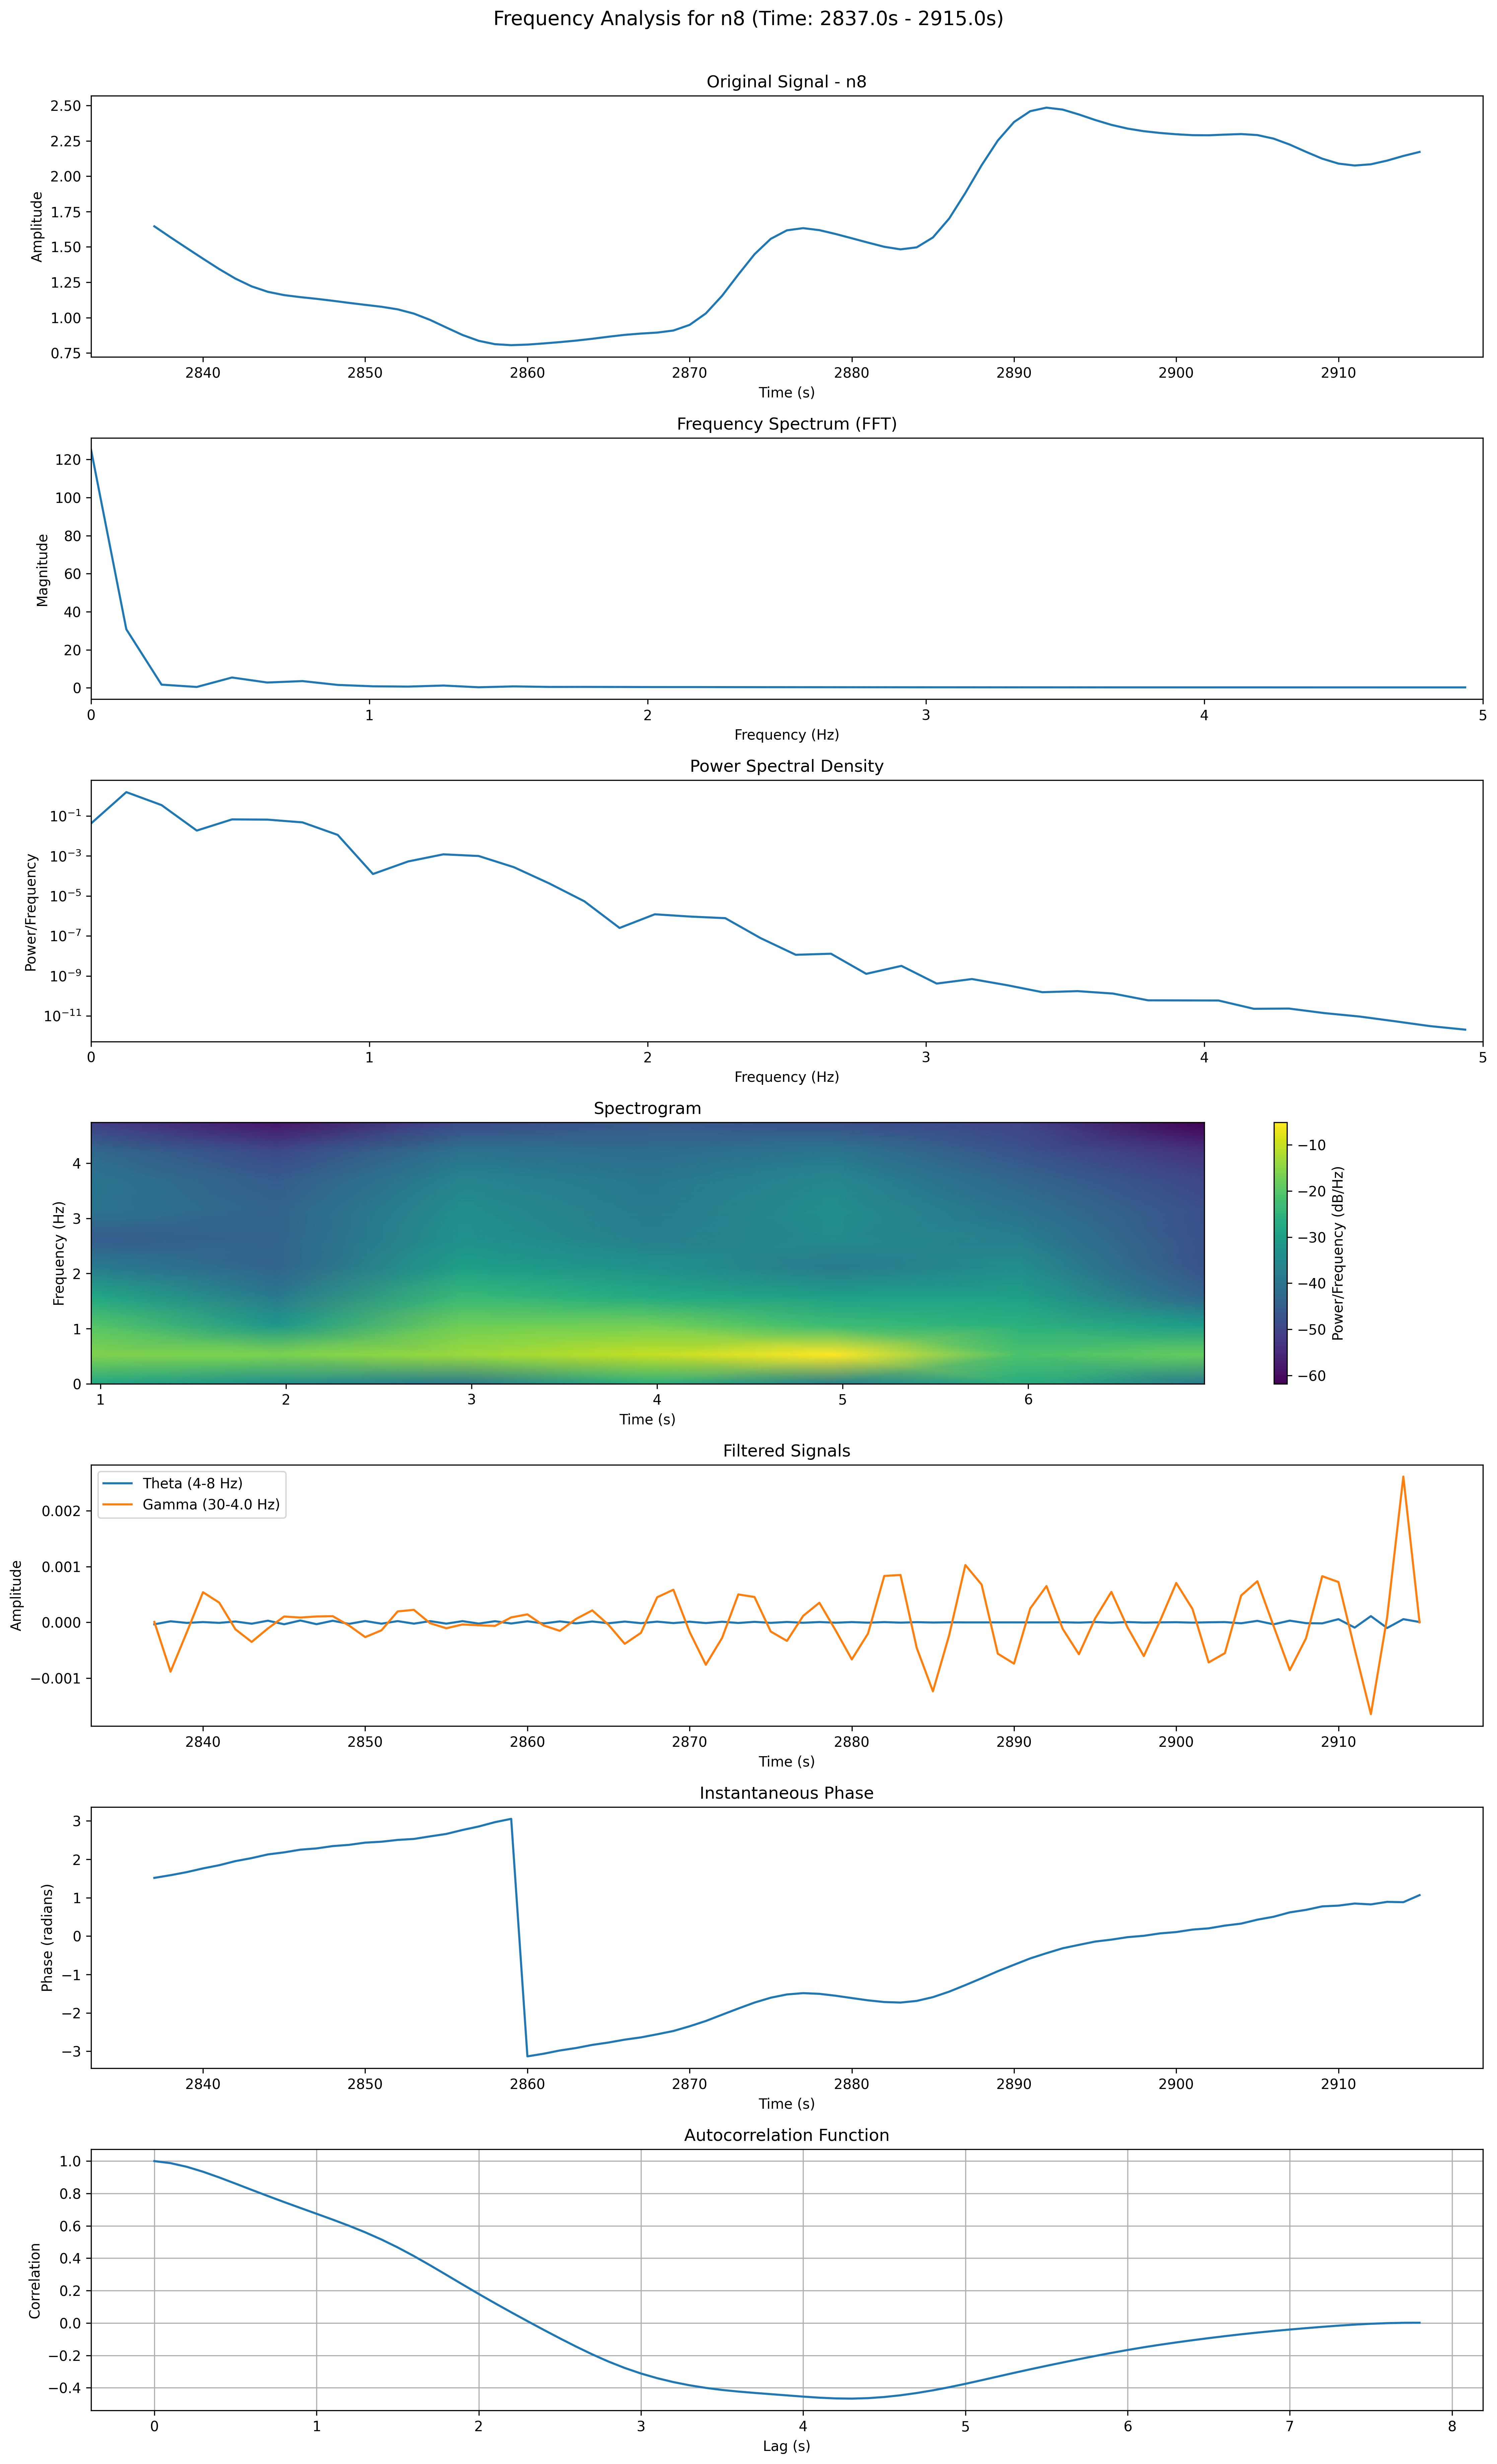 Frequency Analysis for n8 (Time: 2837.0s - 2915.0s)
Original Signal - n8
2.50
2.25
2.00
1.75
1.50
1.25
1.00
0.75
Amplitude
2840 2850 2860 2870 2880 2890 2900 2910
Time (s)
Frequency Spectrum (FFT)
120
100
80
60
40
20
0
Magnitude
0 1 2 3 4 5
Frequency (Hz)
Power Spectral Density
10⁻¹
10⁻³
10⁻⁵
10⁻⁷
10⁻⁹
10⁻¹¹
Power/Frequency
0 1 2 3 4 5
Frequency (Hz)
Spectrogram
4
3
2
1
0
Frequency (Hz)
1 2 3 4 5 6
Time (s)
−10
−20
−30
−40
−50
−60
Power/Frequency (dB/Hz)
Filtered Signals
Theta (4-8 Hz)
Gamma (30-4.0 Hz)
0.002
0.001
0.000
−0.001
Amplitude
2840 2850 2860 2870 2880 2890 2900 2910
Time (s)
Instantaneous Phase
3
2
1
0
−1
−2
−3
Phase (radians)
2840 2850 2860 2870 2880 2890 2900 2910
Time (s)
Autocorrelation Function
1.0
0.8
0.6
0.4
0.2
0.0
−0.2
−0.4
Correlation
0 1 2 3 4 5 6 7 8
Lag (s)